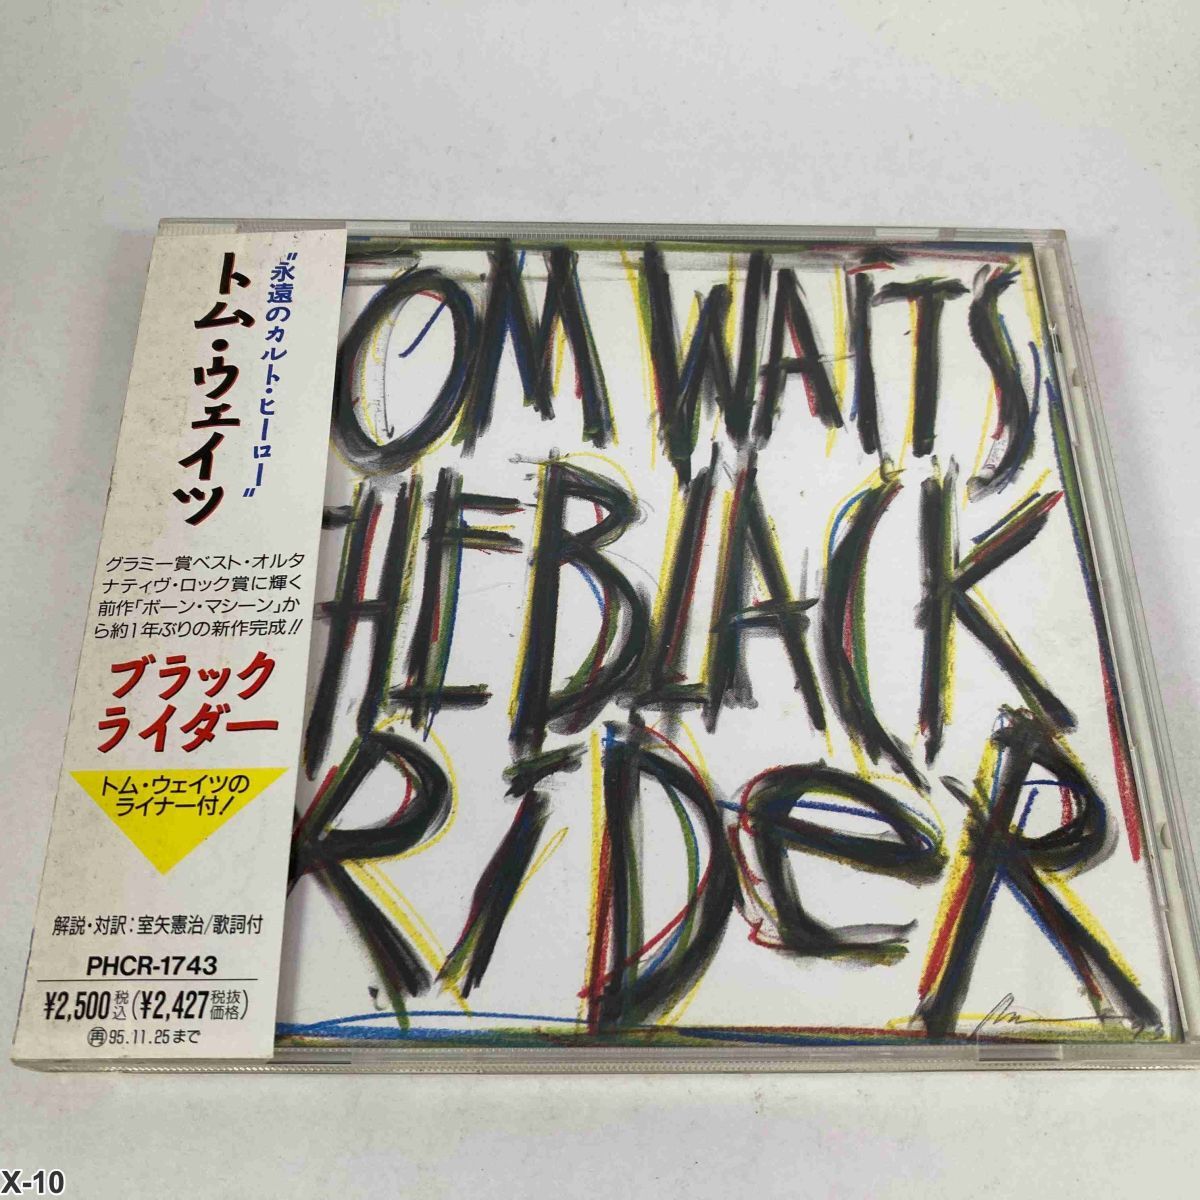 "永遠のカルト・ヒーロー"
トム・ウェイツ
グラミー賞ベスト・オルタ
ナティヴ・ロック賞に輝く
前作「ボーン・マシーン」か
ら約1年ぶりの新作完成!!
ブラック
ライダー
トム・ウェイツの
ライナー付!
解説・対訳:室矢憲治/歌詞付
PHCR-1743
¥2,500税込(¥2,427税抜価格)
再95.11.25まで
TOM WAITS
THE BLACK
RIDER
X-10